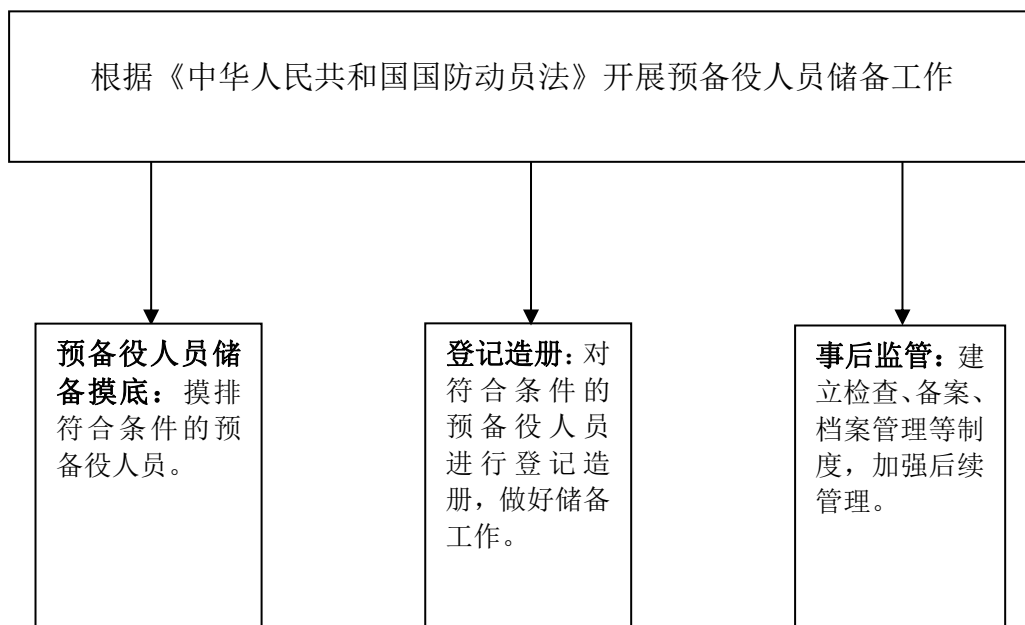 根据《中华人民共和国国防动员法》开展预备役人员储备工作
预备役人员储
备摸底：摸排
符合条件的预
备役人员。
登记造册：对
符合条件的
预备役人员
进行登记造
册，做好储备
工作。
事后监管：建
立检查、备案、
档案管理等制
度，加强后续
管理。